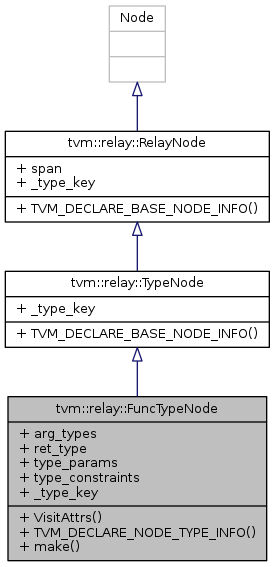 Node
tvm::relay::RelayNode
+ span
+ _type_key
+ TVM_DECLARE_BASE_NODE_INFO()
tvm::relay::TypeNode
+ _type_key
+ TVM_DECLARE_BASE_NODE_INFO()
tvm::relay::FuncTypeNode
+ arg_types
+ ret_type
+ type_params
+ type_constraints
+ _type_key
+ VisitAttrs()
+ TVM_DECLARE_NODE_TYPE_INFO()
+ make()